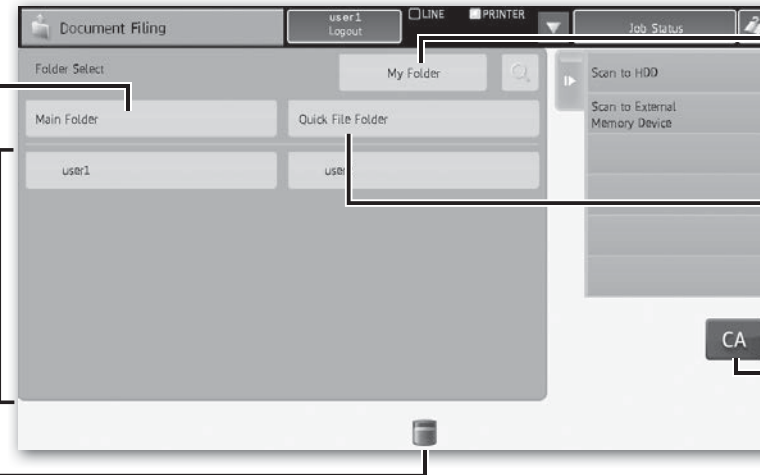 Document Filing
user1
Logout
LINE
PRINTER
Job Status
Folder Select
My Folder
Scan to HDD
Main Folder
Quick File Folder
Scan to External
Memory Device
user1
user
CA